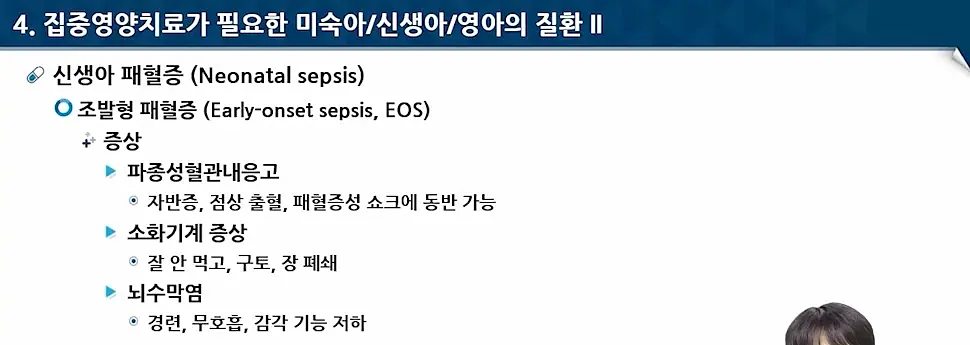 4. 집중영양치료가 필요한 미숙아/신생아/영아의 질환 II
신생아 패혈증 (Neonatal sepsis)
조발형 패혈증 (Early-onset sepsis, EOS)
증상
파종성혈관내응고
자반증, 점상 출혈, 패혈증성 쇼크에 동반 가능
소화기계 증상
잘 안 먹고, 구토, 장 폐쇄
뇌수막염
경련, 무호흡, 감각 기능 저하